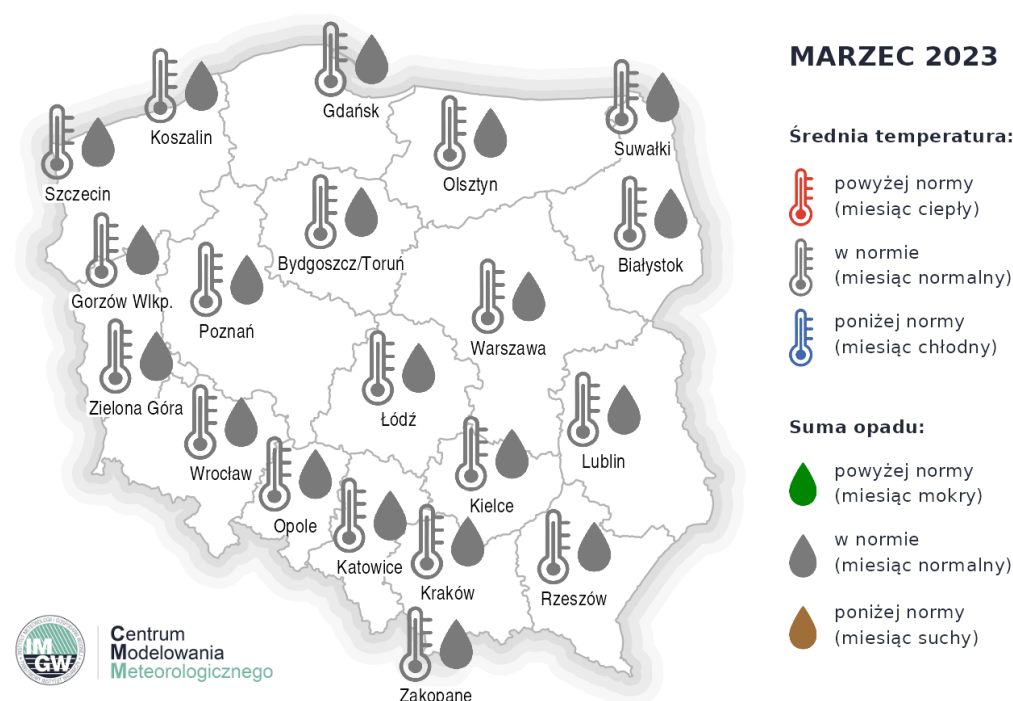 MARZEC 2023
Średnia temperatura:
powyżej normy
(miesiąc ciepły)
w normie
(miesiąc normalny)
poniżej normy
(miesiąc chłodny)
Suma opadu:
powyżej normy
(miesiąc mokry)
w normie
(miesiąc normalny)
poniżej normy
(miesiąc suchy)
Gdańsk
Koszalin
Suwałki
Szczecin
Olsztyn
Bydgoszcz/Toruń
Białystok
Gorzów Wlkp.
Poznań
Warszawa
Zielona Góra
Łódź
Lublin
Wrocław
Kielce
Opole
Katowice
Kraków
Rzeszów
Zakopane
IM
GW
Centrum
Modelowania
Meteorologicznego